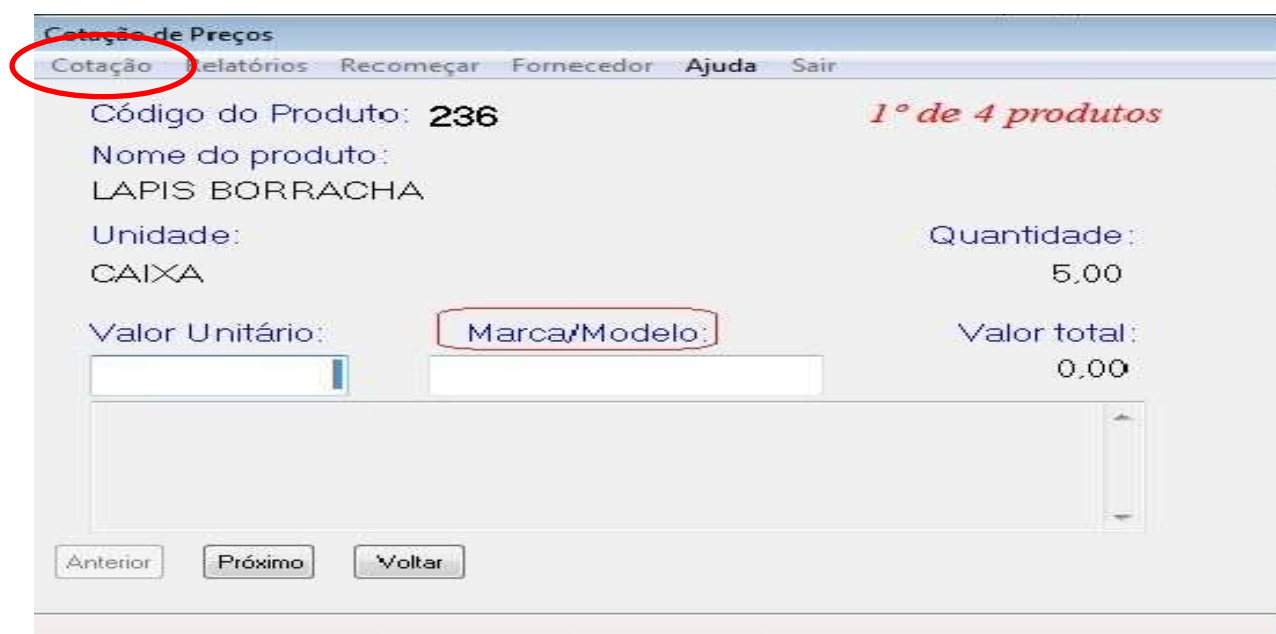 Cotação de Preços
Cotação Relatórios Recomeçar Fornecedor Ajuda Sair
Código do Produto: 236 1º de 4 produtos
Nome do produto:
LAPIS BORRACHA
Unidade: Quantidade:
CAIXA 5,00
Valor Unitário: Marca/Modelo: Valor total:
0,00
Anterior Próximo Voltar